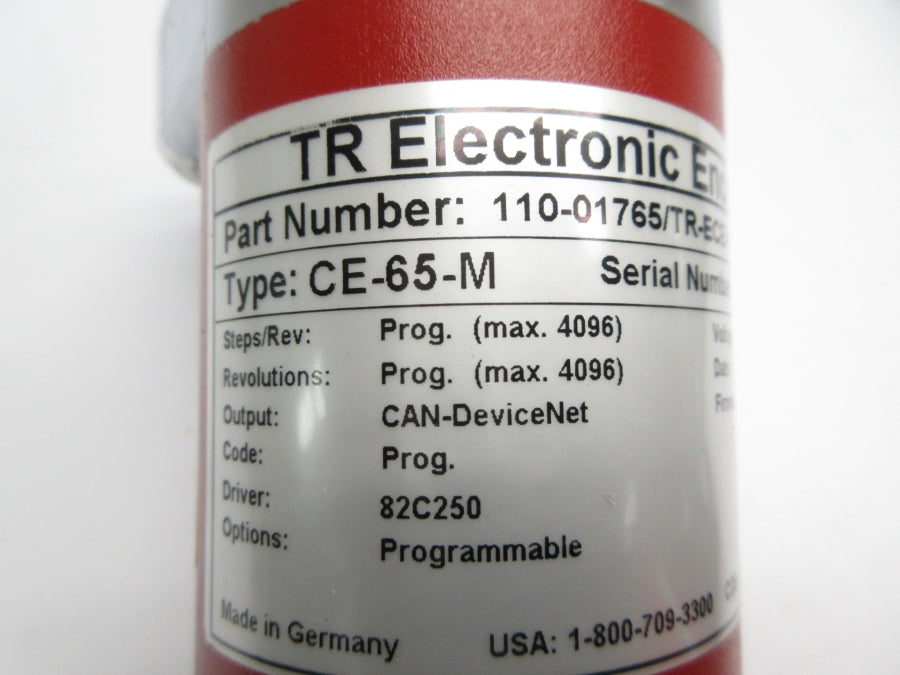 TR Electronic
Part Number: 110-01765/TR-EC
Type: CE-65-M Serial
Steps/Rev: Prog. (max. 4096)
Revolutions: Prog. (max. 4096)
Output: CAN-DeviceNet
Code: Prog.
Driver: 82C250
Options: Programmable
Made in Germany USA: 1-800-709-3300